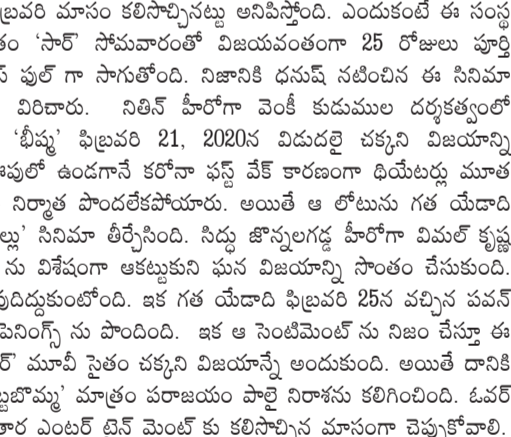 బ్రవరి మాసం కలిసొచ్చినట్టు అనిపిస్తోంది. ఎందుకంటే ఈ సంస్థ
తం 'సార్' సోమవారంతో విజయవంతంగా 25 రోజులు పూర్తి
స్ ఫుల్ గా సాగుతోంది. నిజానికి ధనుష్ నటించిన ఈ సినిమా
విరిచారు. నితిన్ హీరోగా వెంకీ కుడుముల దర్శకత్వంలో
'భీష్మ' ఫిబ్రవరి 21, 2020న విడుదలై చక్కని విజయాన్ని
ఊపులో ఉండగానే కరోనా ఫస్ట్ వేక్ కారణంగా థియేటర్లు మూత
నిర్మాత పొందలేకపోయారు. అయితే ఆ లోటును గత యేడాది
ల్లు' సినిమా తీర్చేసింది. సిద్ధు జొన్నలగడ్డ హీరోగా విమల్ కృష్ణ
ను విశేషంగా ఆకట్టుకుని ఘన విజయాన్ని సొంతం చేసుకుంది.
పుదిద్దుకుంటోంది. ఇక గత యేడాది ఫిబ్రవరి 25న వచ్చిన పవన్
పెనింగ్స్ ను పొందింది. ఇక ఆ సెంటిమెంట్ ను నిజం చేస్తూ ఈ
ర్' మూవీ సైతం చక్కని విజయాన్నే అందుకుంది. అయితే దానికి
ట్టబొమ్మ' మాత్రం పరాజయం పాలై నిరాశను కలిగించింది. ఓవర్
తార ఎంటర్ టైన్ మెంట్ కు కలిసొచ్చిన మాసంగా చెప్పుకోవాలి.